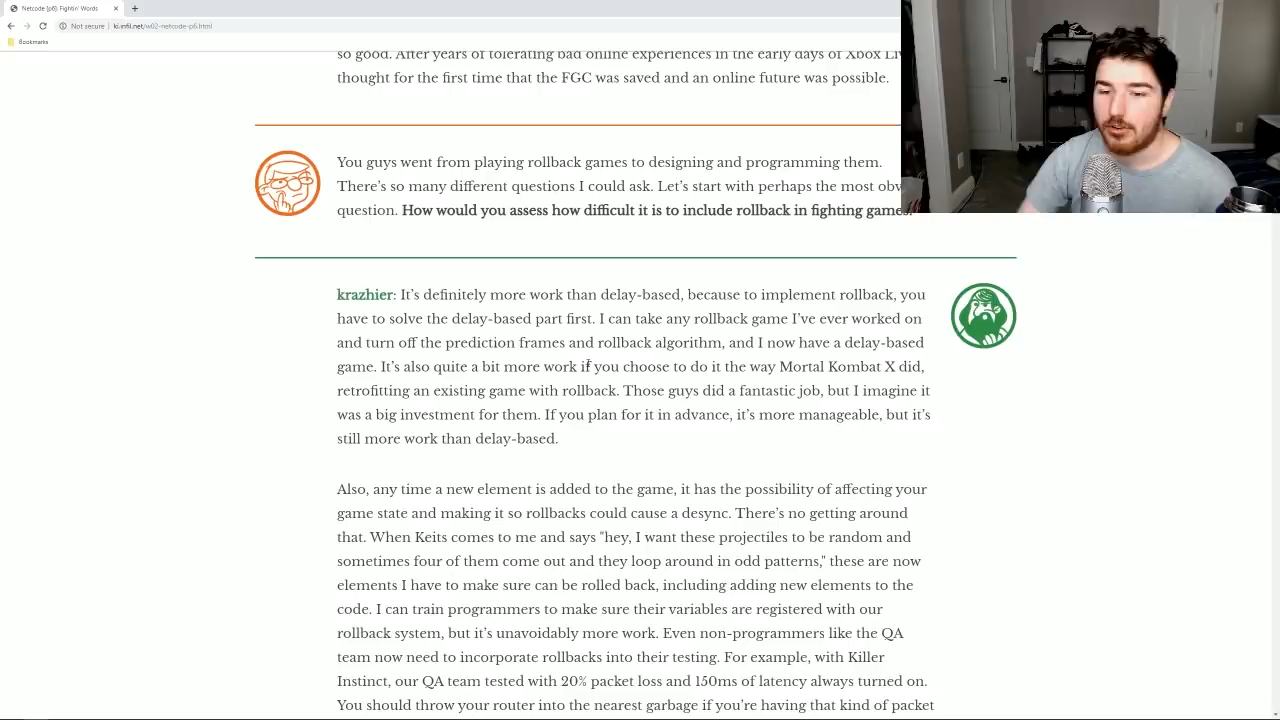 Netcode (p6): Fightin' Words
Not secure | ki.infil.net/w02-netcode-p6.html
Bookmarks
so good. After years of tolerating bad online experiences in the early days of Xbox
thought for the first time that the FGC was saved and an online future was possible.
You guys went from playing rollback games to designing and programming them.
There's so many different questions I could ask. Let's start with perhaps the most
question. How would you assess how difficult it is to include rollback in fighting games?
krazhier: It's definitely more work than delay-based, because to implement rollback, you
have to solve the delay-based part first. I can take any rollback game I've ever worked on
and turn off the prediction frames and rollback algorithm, and I now have a delay-based
game. It's also quite a bit more work if you choose to do it the way Mortal Kombat X did,
retrofitting an existing game with rollback. Those guys did a fantastic job, but I imagine it
was a big investment for them. If you plan for it in advance, it's more manageable, but it's
still more work than delay-based.
Also, any time a new element is added to the game, it has the possibility of affecting your
game state and making it so rollbacks could cause a desync. There's no getting around
that. When Keits comes to me and says "hey, I want these projectiles to be random and
sometimes four of them come out and they loop around in odd patterns," these are now
elements I have to make sure can be rolled back, including adding new elements to the
code. I can train programmers to make sure their variables are registered with our
rollback system, but it's unavoidably more work. Even non-programmers like the QA
team now need to incorporate rollbacks into their testing. For example, with Killer
Instinct, our QA team tested with 20% packet loss and 150ms of latency always turned on.
You should throw your router into the nearest garbage if you're having that kind of packet